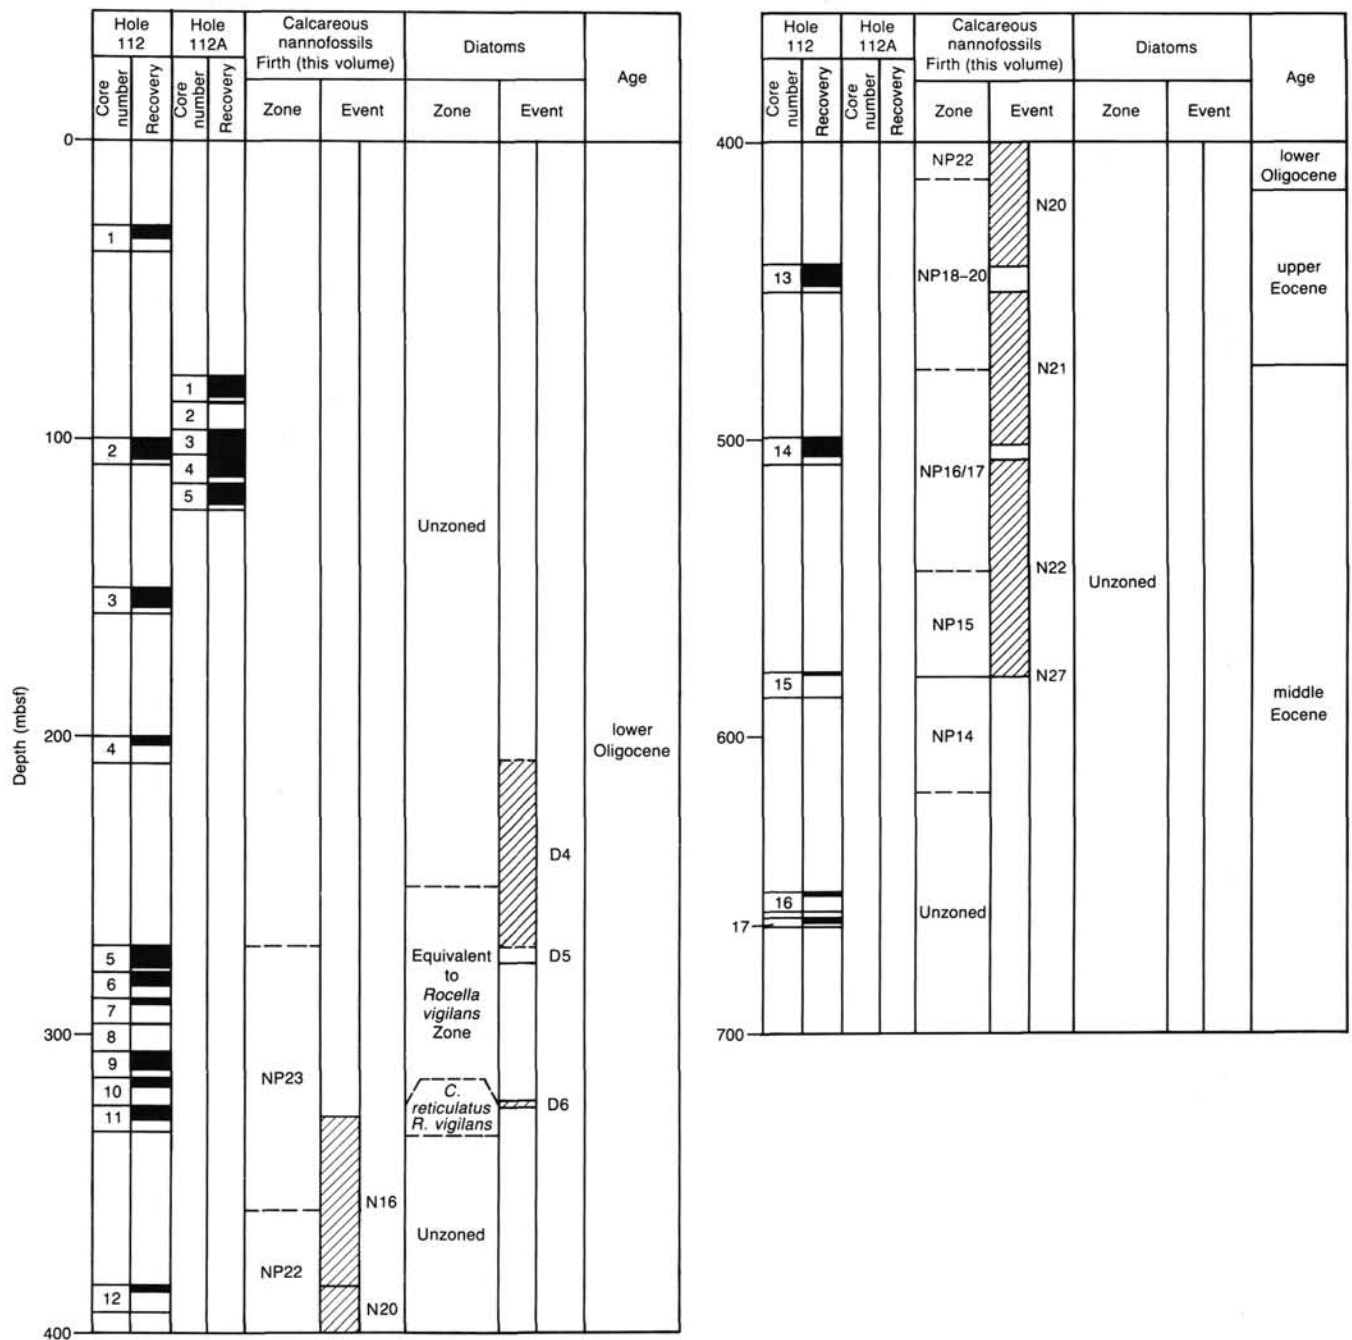 Hole
112
Hole
112A
Calcareous
nannofossils
Firth (this volume)
Diatoms
Age
Core
number
Recovery
Core
number
Recovery
Zone
Event
Zone
Event
0
100
200
300
400
Depth (mbsf)
1
2
3
4
5
6
7
8
9
10
11
12
1
2
3
4
5
NP23
NP22
N16
N20
Unzoned
Equivalent
to
Rocella
vigilans
Zone
C.
reticulatus
R. vigilans
Unzoned
D4
D5
D6
lower
Oligocene
Hole
112
Hole
112A
Calcareous
nannofossils
Firth (this volume)
Diatoms
Age
Core
number
Recovery
Core
number
Recovery
Zone
Event
Zone
Event
400
500
600
700
13
14
15
16
17
NP22
NP18–20
NP16/17
NP15
NP14
Unzoned
N20
N21
N22
N27
Unzoned
lower
Oligocene
upper
Eocene
middle
Eocene